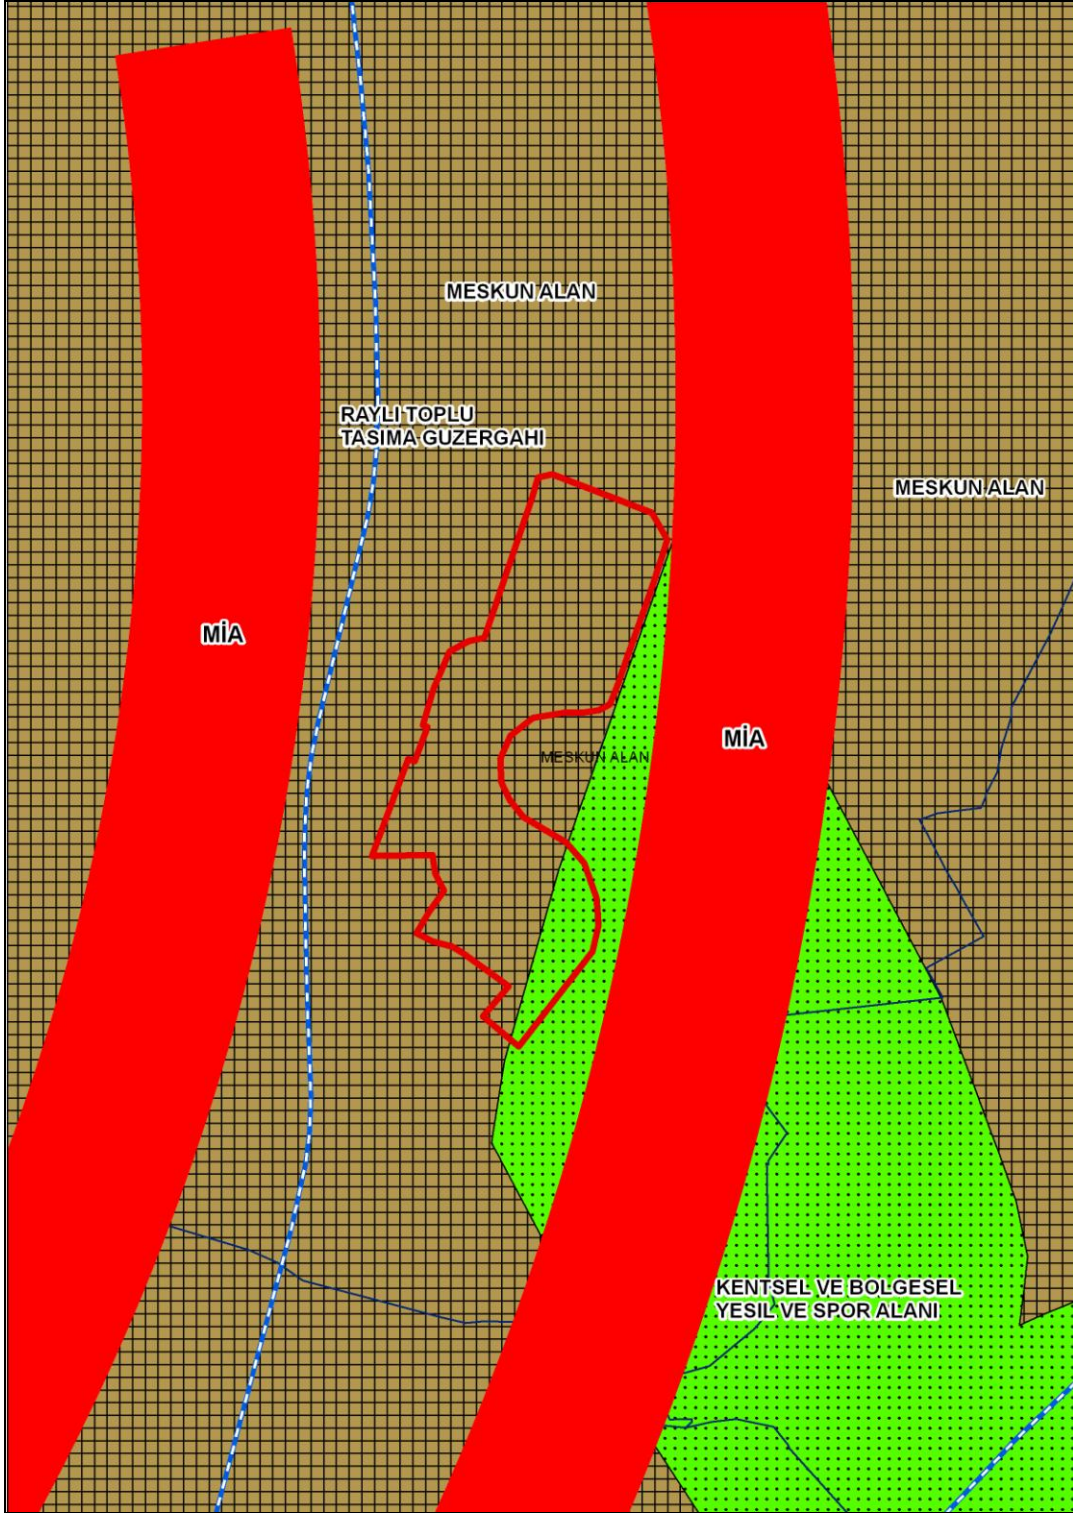 MESKUN ALAN
RAYLI TOPLU
TASIMA GUZERGAHI
MESKUN ALAN
MİA
MİA
MESKUN ALAN
KENTSEL VE BOLGESEL
YESIL VE SPOR ALANI